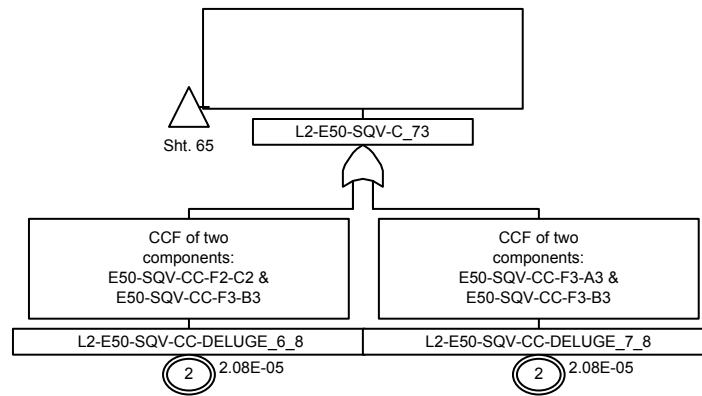 Sht. 65
L2-E50-SQV-C_73
CCF of two
components:
E50-SQV-CC-F2-C2 &
E50-SQV-CC-F3-B3
L2-E50-SQV-CC-DELUGE_6_8
2
2.08E-05
CCF of two
components:
E50-SQV-CC-F3-A3 &
E50-SQV-CC-F3-B3
L2-E50-SQV-CC-DELUGE_7_8
2
2.08E-05